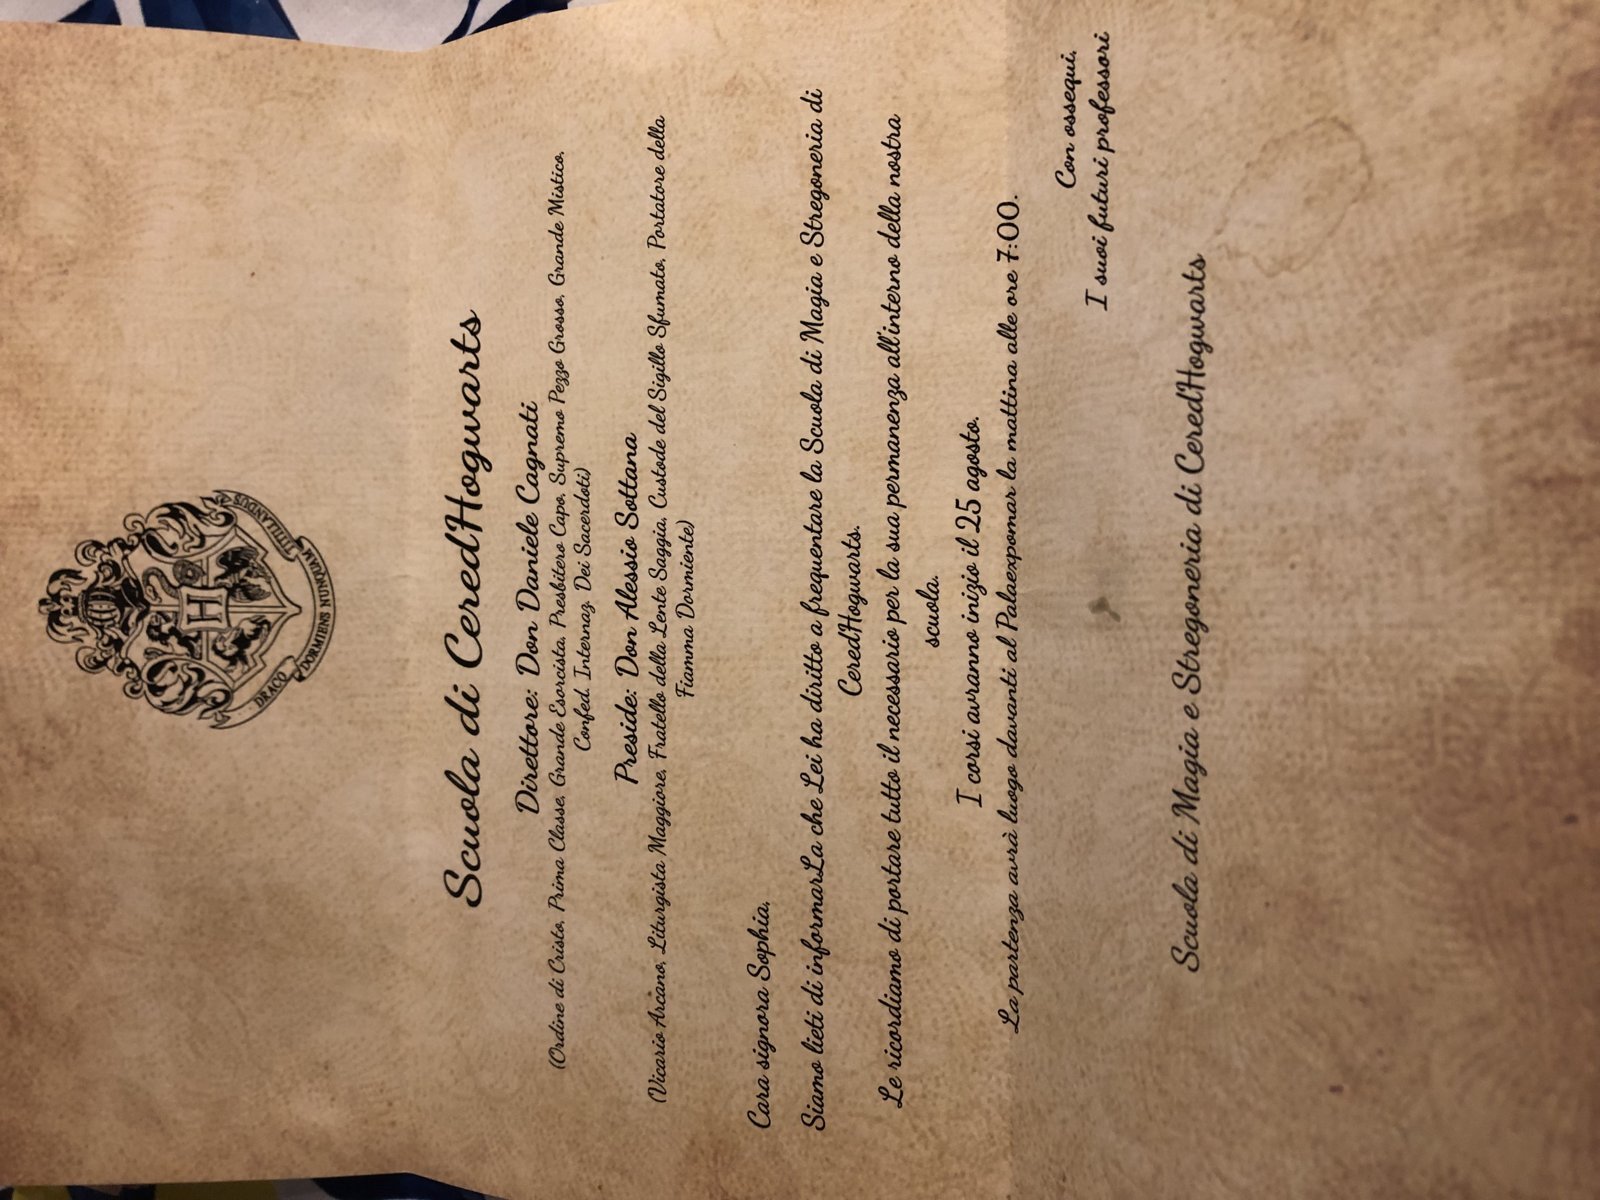 DRACO DORMIENS NUNQUAM TITILLANDUS
H
Scuola di CeredHogwarts
Direttore: Don Daniele Cagnati
(Ordine di Cristo, Prima Classe, Grande Esorcista, Presbitero Capo, Supremo Pezzo Grosso, Grande Mistico,
Confed. Internaz. Dei Sacerdoti)
Preside: Don Alessio Sottana
(Vicario Arcano, Liturgista Maggiore, Fratello della Lente Saggia, Custode del Sigillo Sfumato, Portatore della
Fiamma Dormiente)
Cara signora Sophia,
Siamo lieti di informarLa che Lei ha diritto a frequentare la Scuola di Magia e Stregoneria di
CeredHogwarts.
Le ricordiamo di portare tutto il necessario per la sua permanenza all'interno della nostra
scuola.
I corsi avranno inizio il 25 agosto.
La partenza avrà luogo davanti al Palaexpomar la mattina alle ore 7:00.
Con ossequi,
I suoi futuri professori
Scuola di Magia e Stregoneria di CeredHogwarts